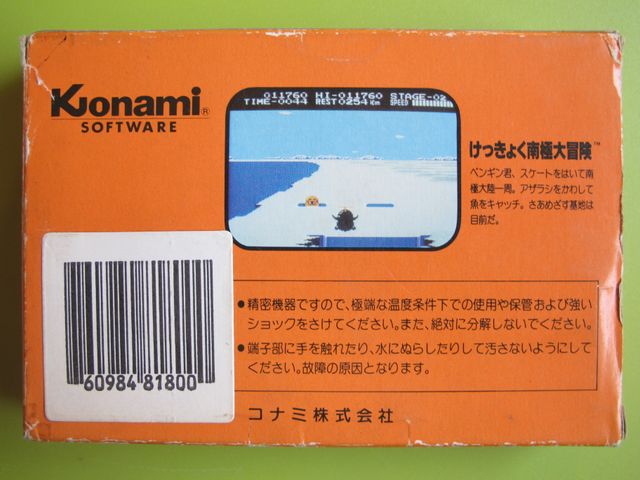 Konami®
SOFTWARE
011760 HI-011760 STAGE-02
TIME-0044 REST0254Km SPEED
けっきょく南極大冒険™
ペンギン君、スケートをはいて南
極大陸一周。アザラシをかわして
魚をキャッチ。さあめざす基地は
目前だ。
●精密機器ですので、極端な温度条件下での使用や保管および強い
ショックをさけてください。また、絶対に分解しないでください。
●端子部に手を触れたり、水にぬらしたりして汚さないようにして
ください。故障の原因となります。
60984 81800
コナミ株式会社